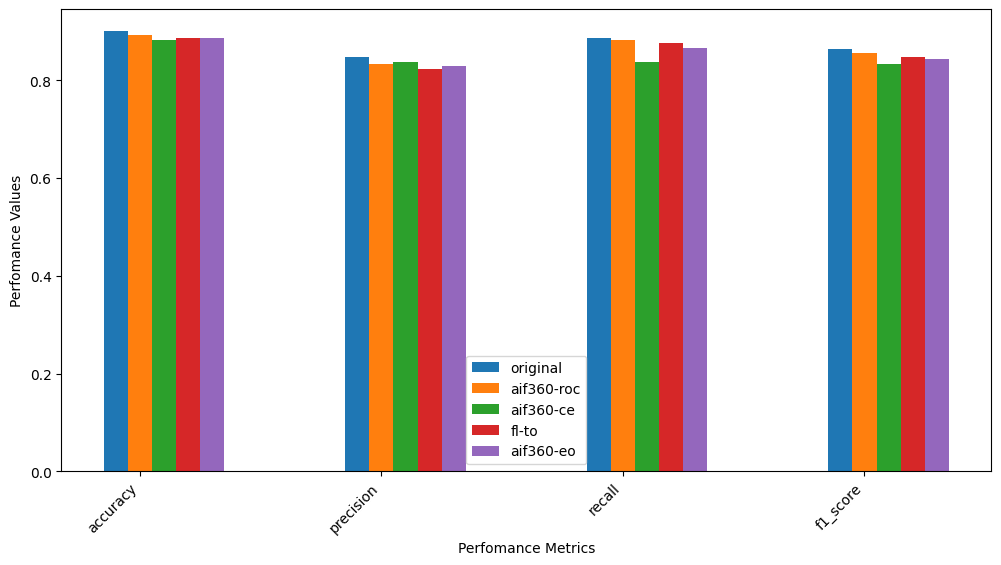 Perfomance Values
0.8
0.6
0.4
0.2
0.0
original
aif360-roc
aif360-ce
fl-to
aif360-eo
accuracy
precision
recall
f1_score
Perfomance Metrics